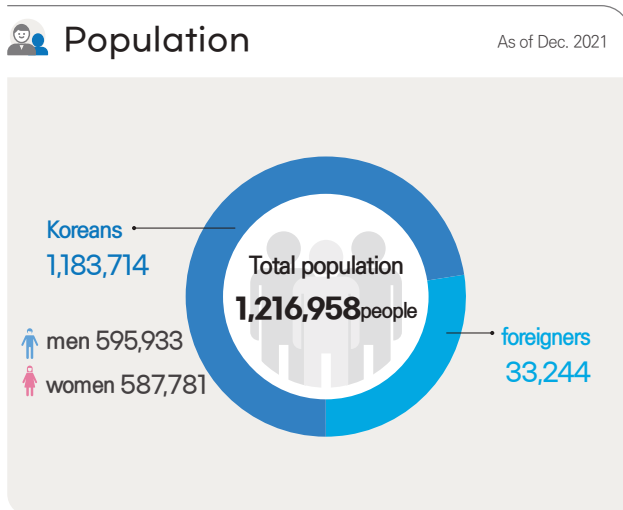 Population
As of Dec. 2021
Koreans
1,183,714
men 595,933
women 587,781
Total population
1,216,958people
foreigners
33,244